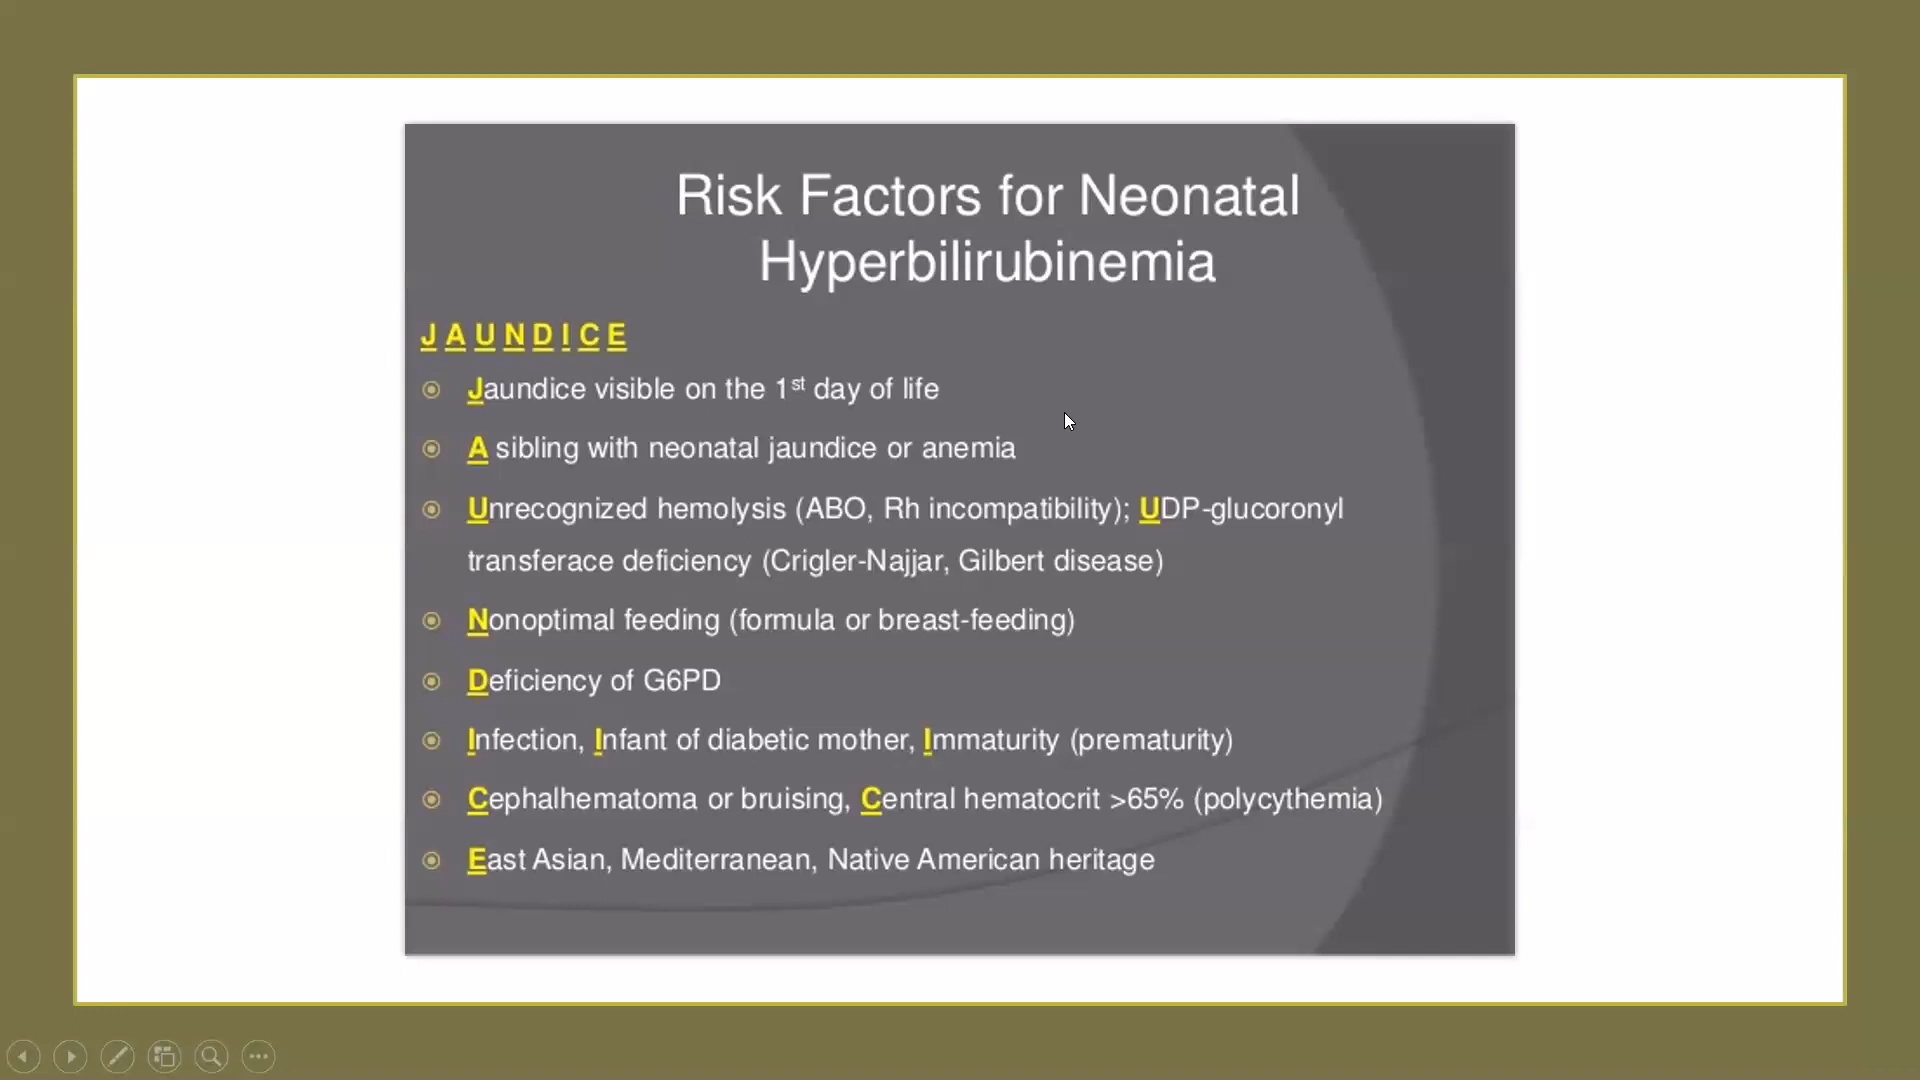 Risk Factors for Neonatal
Hyperbilirubinemia
J A U N D I C E
Jaundice visible on the 1st day of life
A sibling with neonatal jaundice or anemia
Unrecognized hemolysis (ABO, Rh incompatibility); UDP-glucoronyl
transferace deficiency (Crigler-Najjar, Gilbert disease)
Nonoptimal feeding (formula or breast-feeding)
Deficiency of G6PD
Infection, Infant of diabetic mother, Immaturity (prematurity)
Cephalhematoma or bruising, Central hematocrit >65% (polycythemia)
East Asian, Mediterranean, Native American heritage